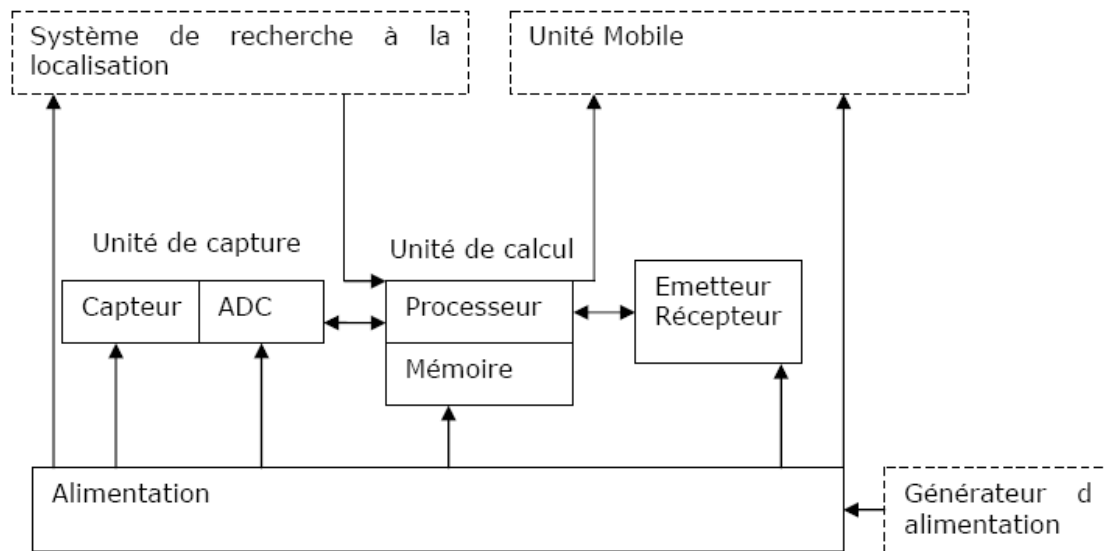 Système de recherche à la
localisation
Unité Mobile
Unité de capture
Unité de calcul
Capteur
ADC
Processeur
Mémoire
Emetteur
Récepteur
Alimentation
Générateur d
alimentation